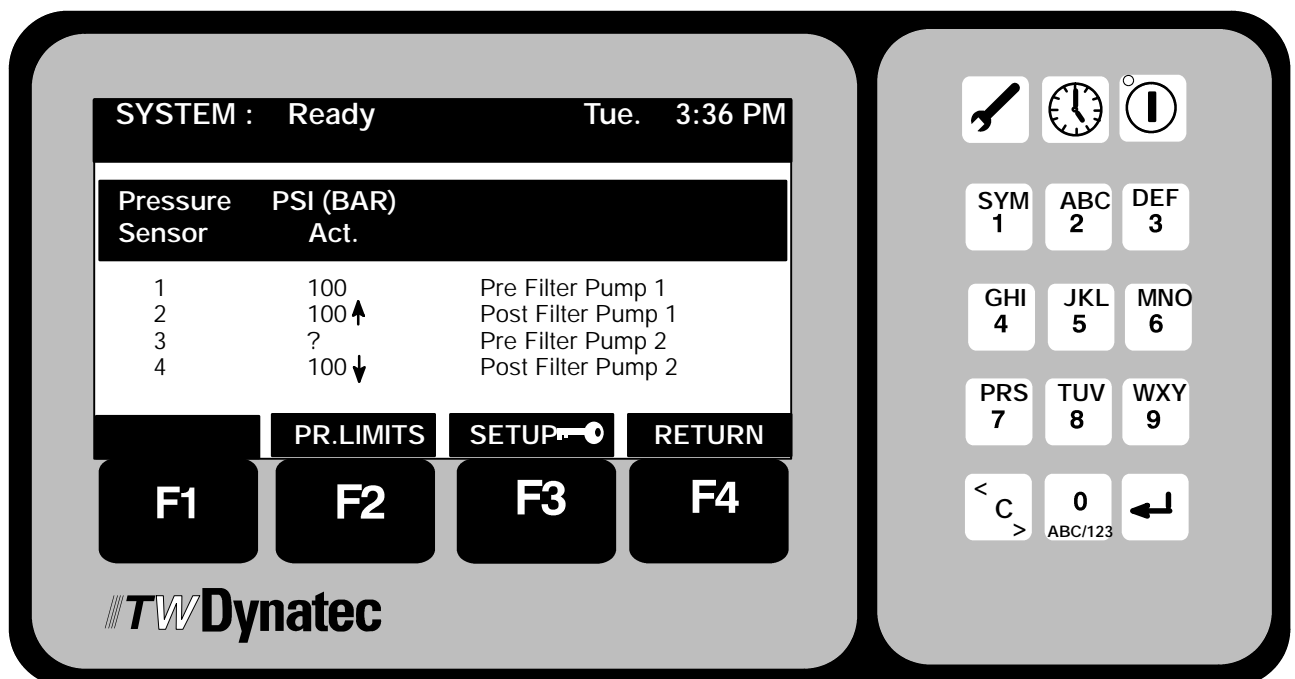 SYSTEM : Ready Tue. 3:36 PM
Pressure PSI (BAR)
Sensor Act.
1 100 Pre Filter Pump 1
2 100 Post Filter Pump 1
3 ? Pre Filter Pump 2
4 100 Post Filter Pump 2
PR.LIMITS SETUP RETURN
F1 F2 F3 F4
TW Dynatec
SYM ABC DEF
1 2 3
GHI JKL MNO
4 5 6
PRS TUV WXY
7 8 9
< C > 0
ABC/123